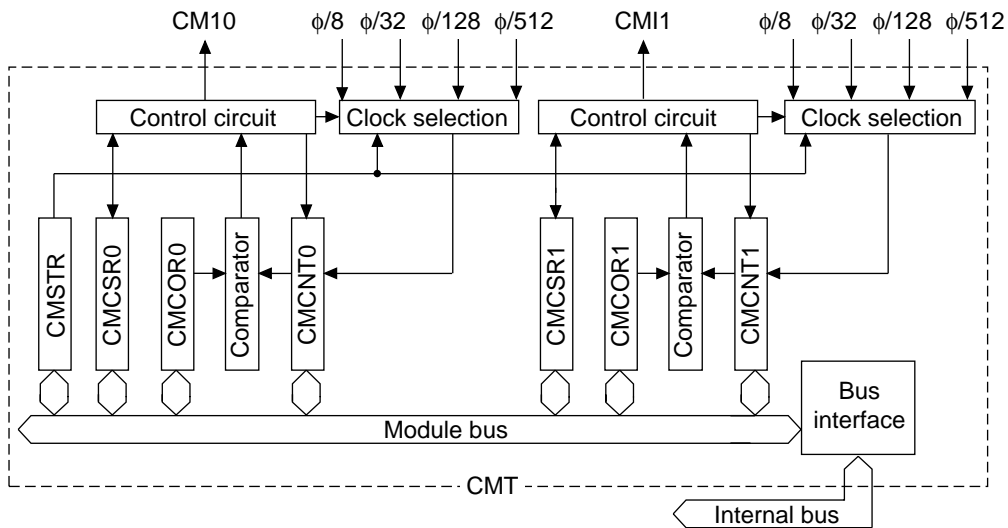 CM10
ϕ/8
ϕ/32
ϕ/128
ϕ/512
CMI1
ϕ/8
ϕ/32
ϕ/128
ϕ/512
Control circuit
Clock selection
Control circuit
Clock selection
CMSTR
CMCSR0
CMCOR0
Comparator
CMCNT0
CMCSR1
CMCOR1
Comparator
CMCNT1
Bus
interface
Module bus
CMT
Internal bus